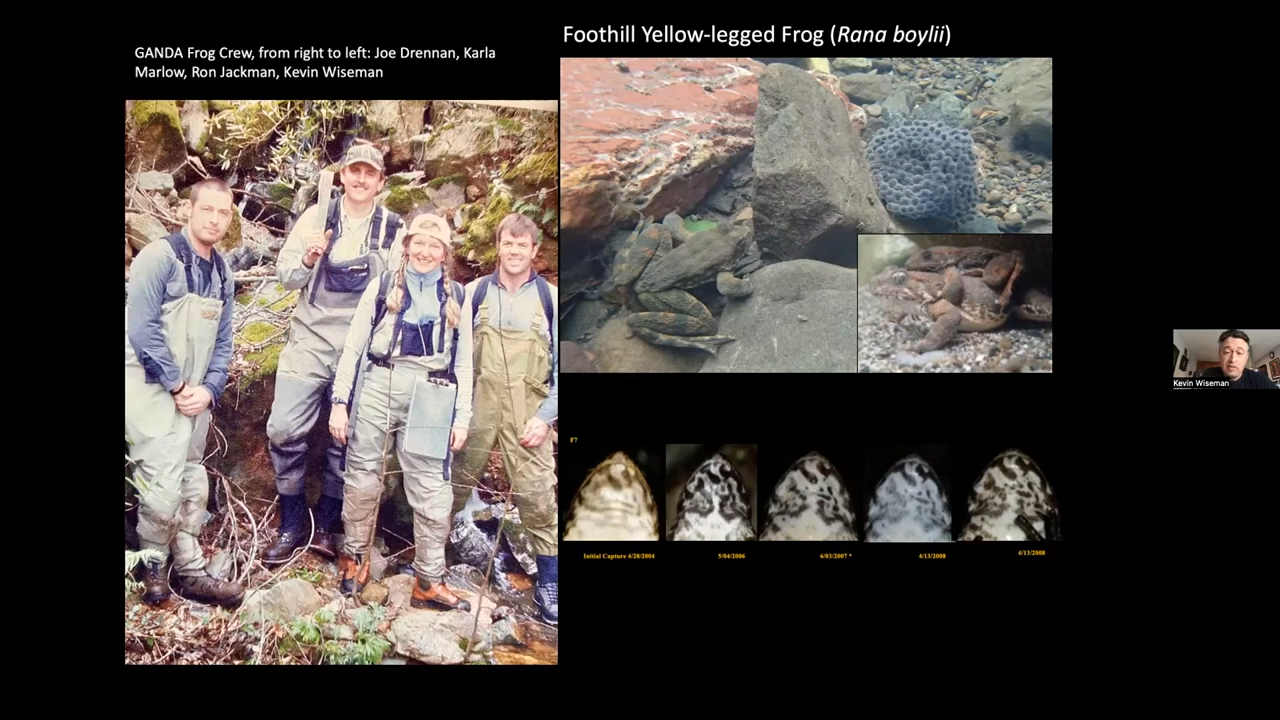 GANDA Frog Crew, from right to left: Joe Drennan, Karla
Marlow, Ron Jackman, Kevin Wiseman
Foothill Yellow-legged Frog (Rana boylii)
Kevin Wiseman
F7
Initial Capture 4/28/2004
5/04/2006
6/03/2007 *
4/13/2008
4/13/2008